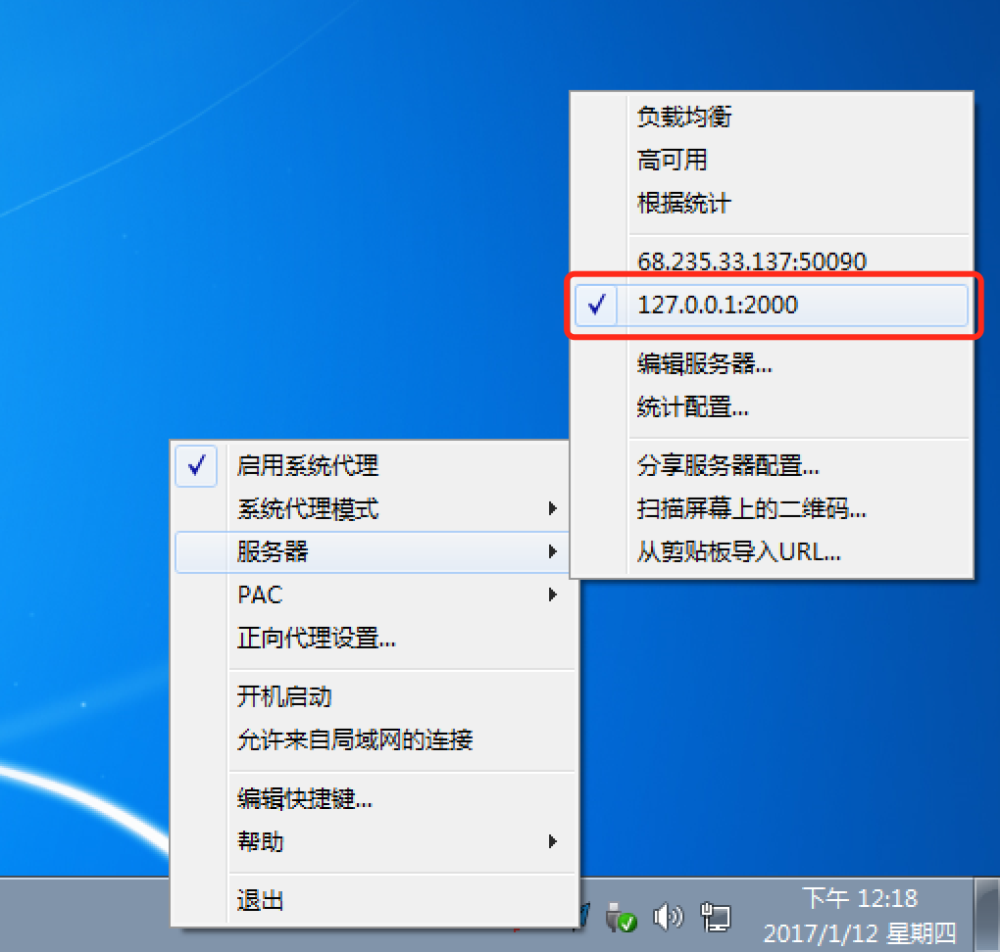 负载均衡
高可用
根据统计
68.235.33.137:50090
127.0.0.1:2000
编辑服务器...
统计配置...
分享服务器配置...
扫描屏幕上的二维码...
从剪贴板导入URL...
启用系统代理
系统代理模式
服务器
PAC
正向代理设置...
开机启动
允许来自局域网的连接
编辑快捷键...
帮助
退出
下午 12:18
2017/1/12 星期四